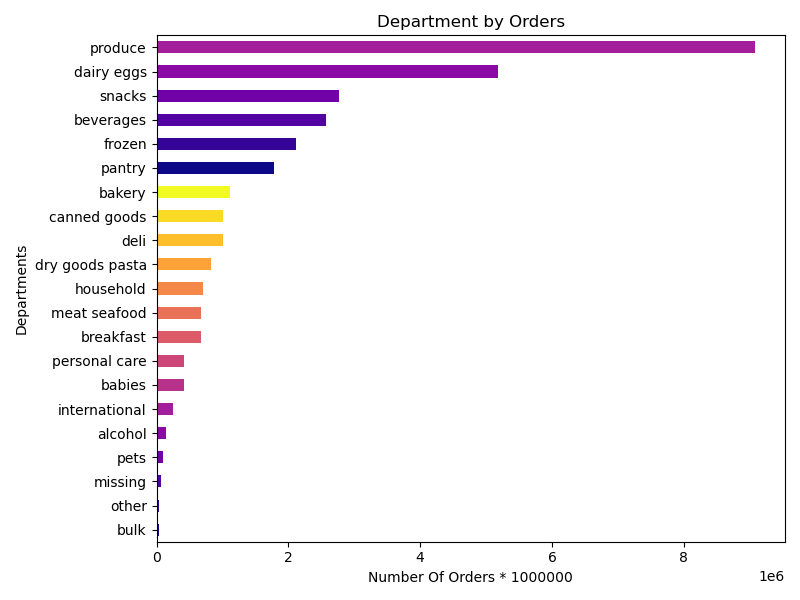 Department by Orders
produce
dairy eggs
snacks
beverages
frozen
pantry
bakery
canned goods
deli
dry goods pasta
household
meat seafood
breakfast
personal care
babies
international
alcohol
pets
missing
other
bulk
Departments
0 2 4 6 8
1e6
Number Of Orders * 1000000